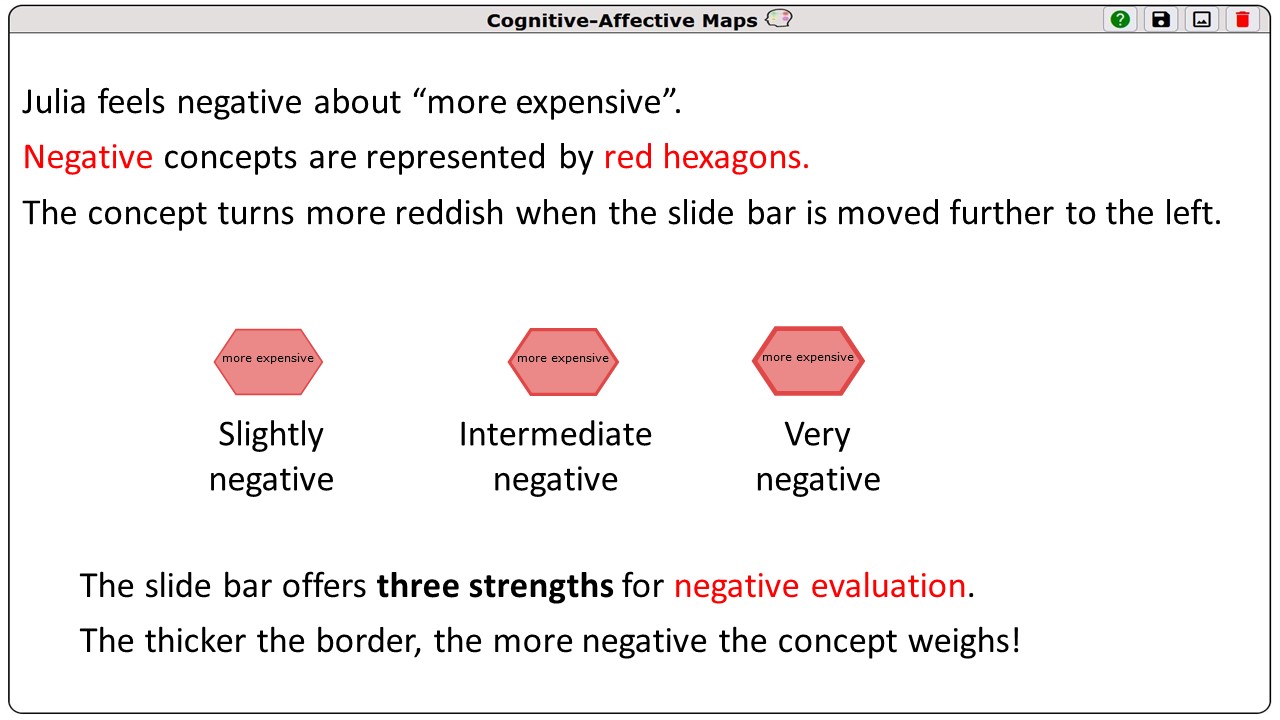 Cognitive-Affective Maps
Julia feels negative about “more expensive”.
Negative concepts are represented by red hexagons.
The concept turns more reddish when the slide bar is moved further to the left.
more expensive
more expensive
more expensive
Slightly
negative
Intermediate
negative
Very
negative
The slide bar offers three strengths for negative evaluation.
The thicker the border, the more negative the concept weighs!